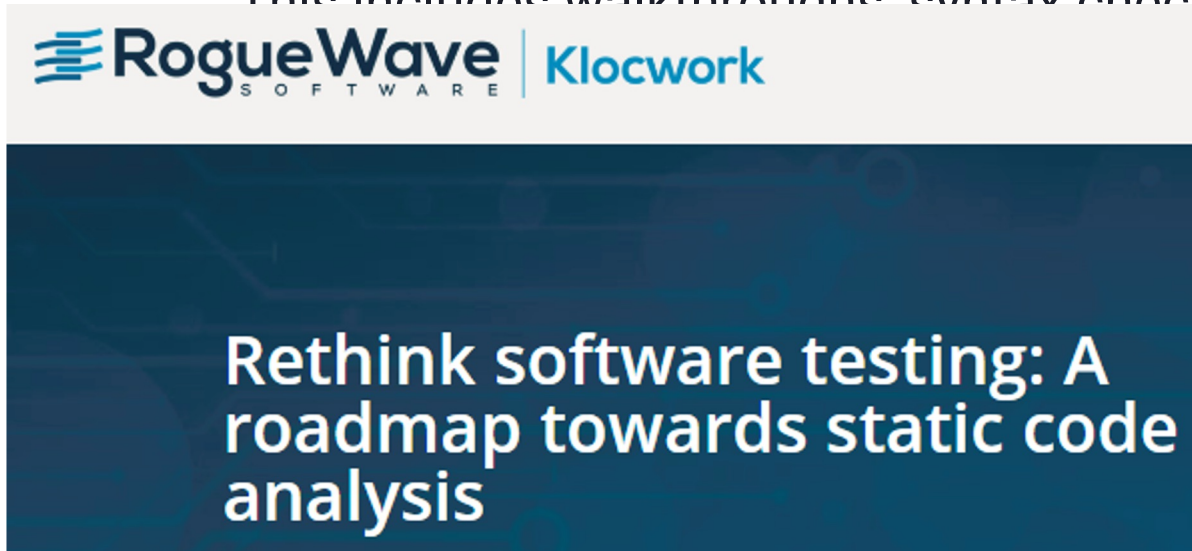 RogueWave
SOFTWARE
Klocwork
Rethink software testing: A
roadmap towards static code
analysis